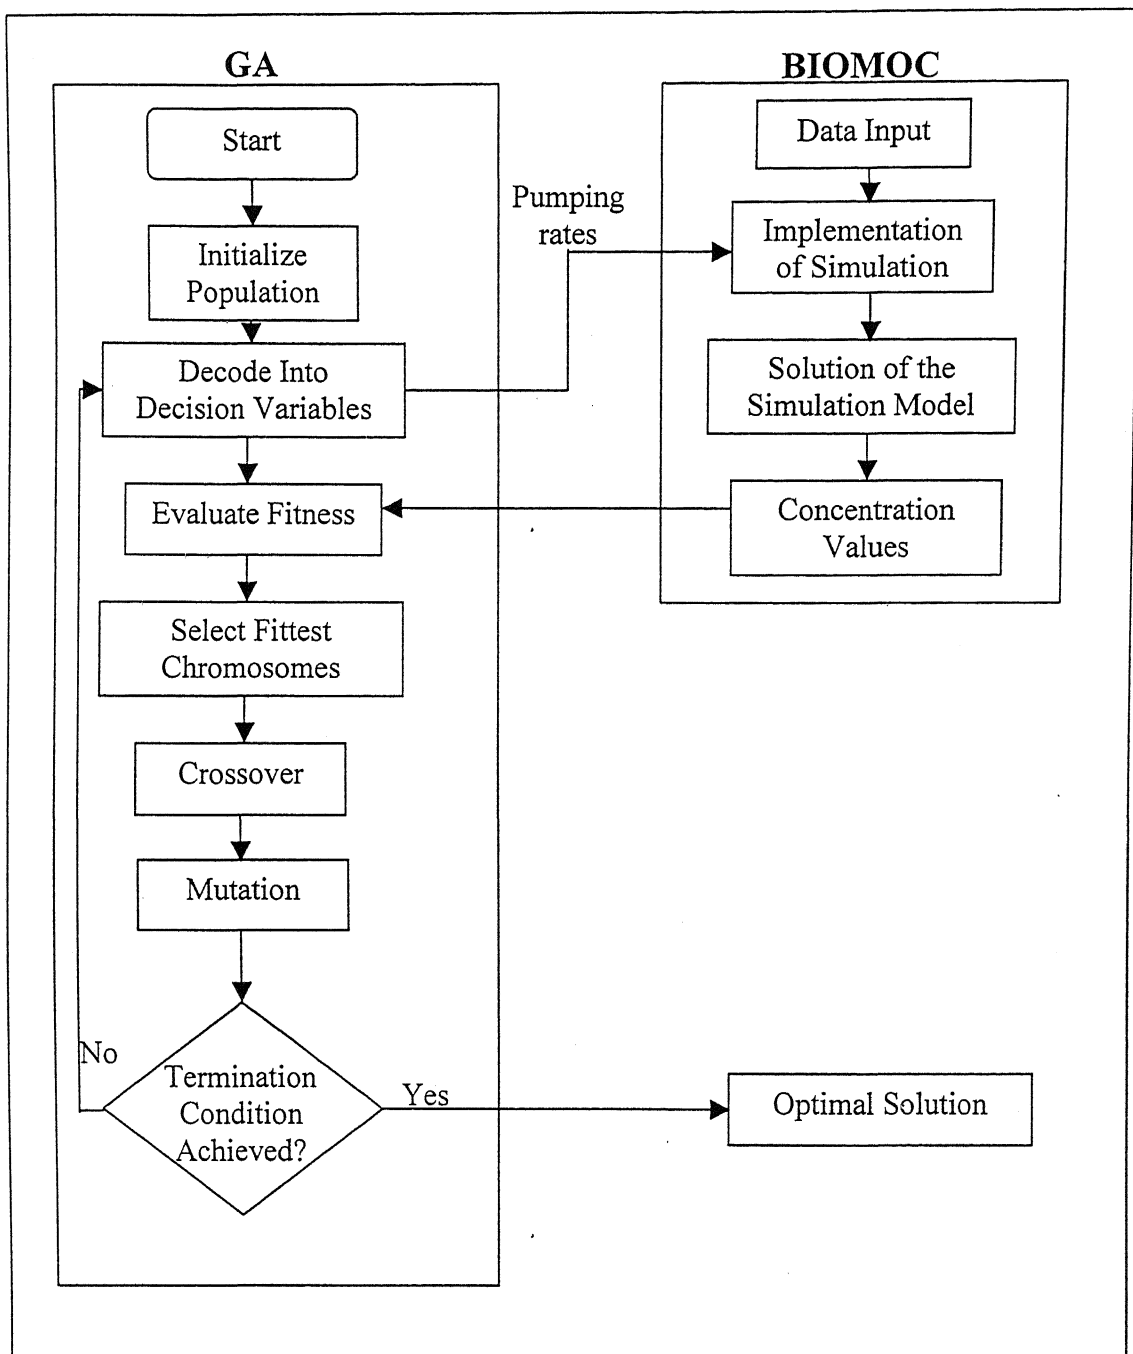 GA
Start
Initialize
Population
Decode Into
Decision Variables
Evaluate Fitness
Select Fittest
Chromosomes
Crossover
Mutation
No
Termination
Condition
Achieved?
Yes
Pumping
rates
BIOMOC
Data Input
Implementation
of Simulation
Solution of the
Simulation Model
Concentration
Values
Optimal Solution